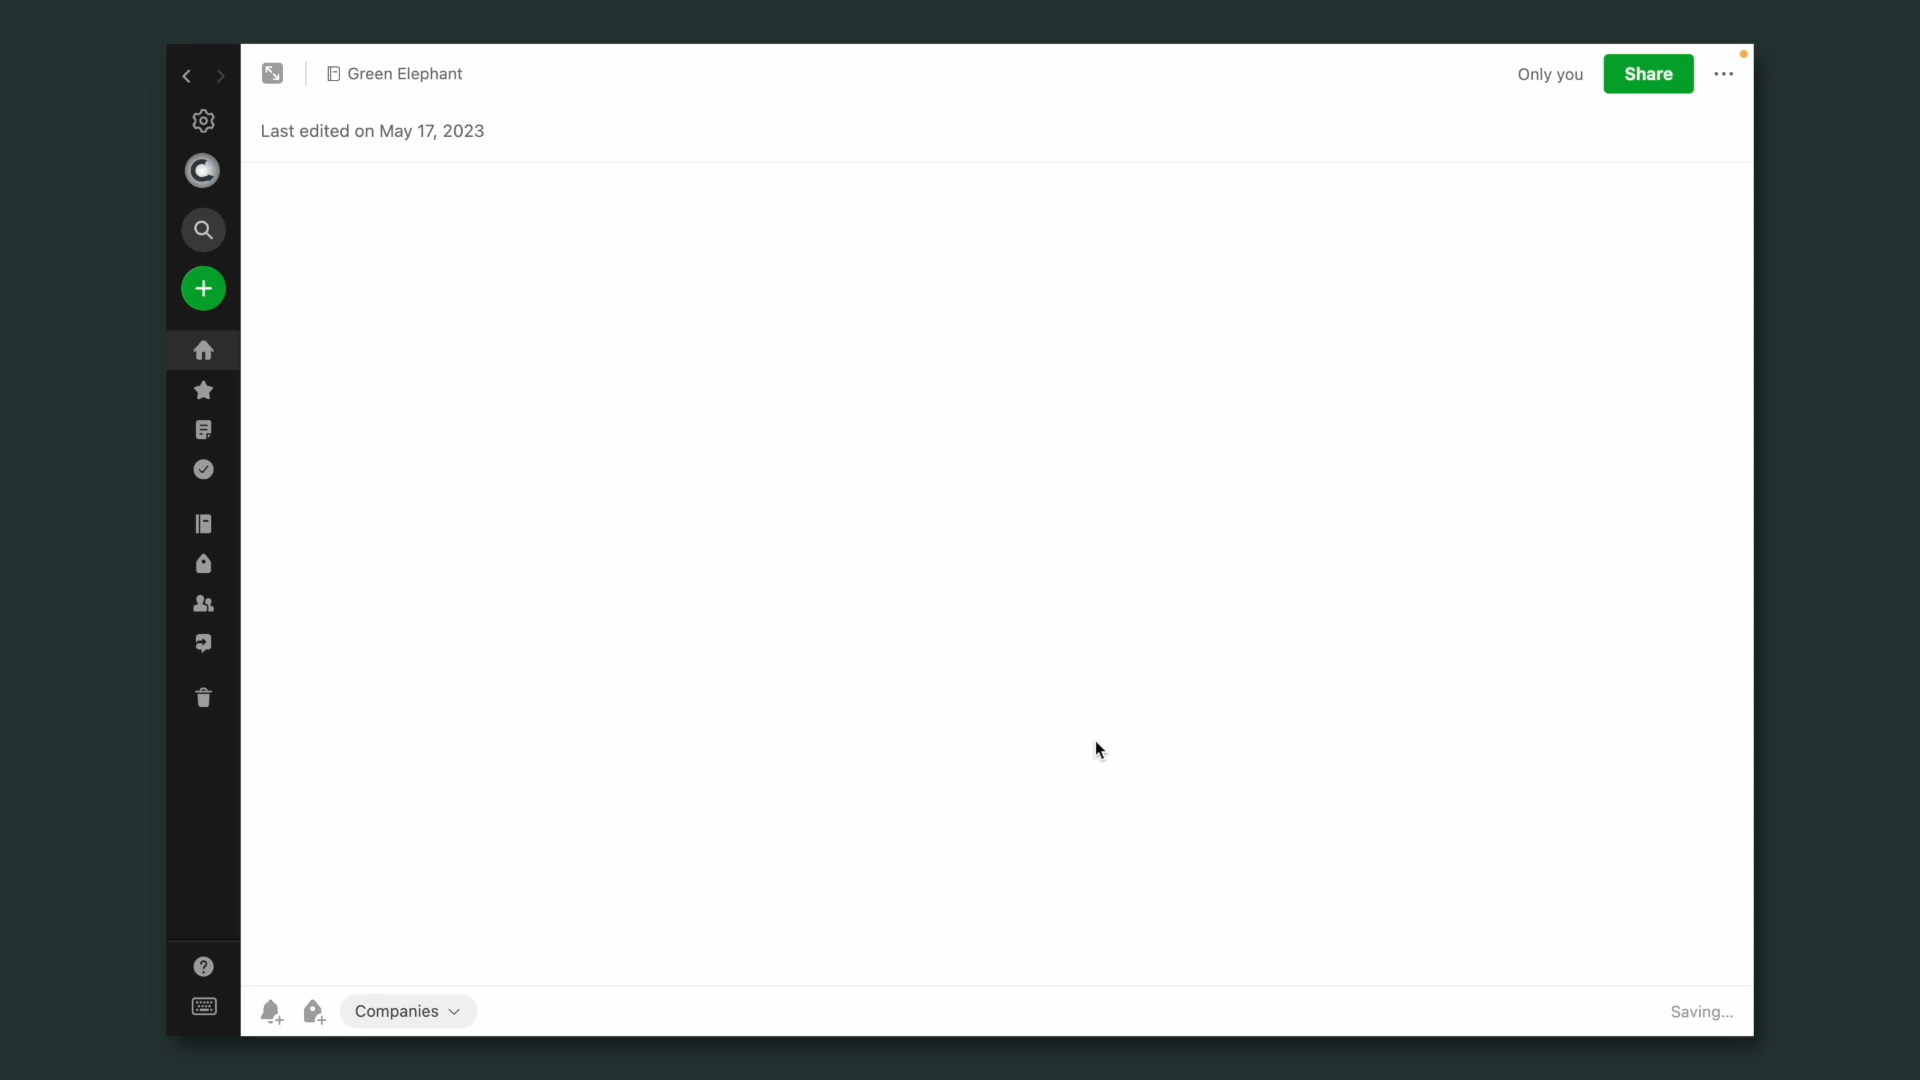 Green Elephant
Only you
Share
Last edited on May 17, 2023
Companies
Saving...